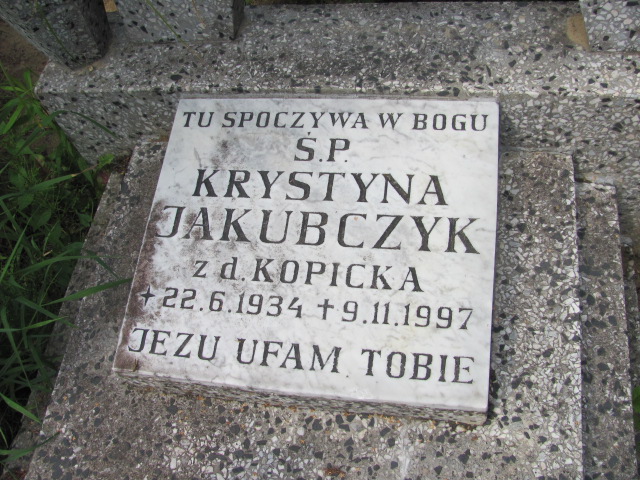 TU SPOCZYWA W BOGU
Ś.P.
KRYSTYNA
JAKUBCZYK
z d. KOPICKA
✦22.6.1934 ✝9.11.1997
JEZU UFAM TOBIE